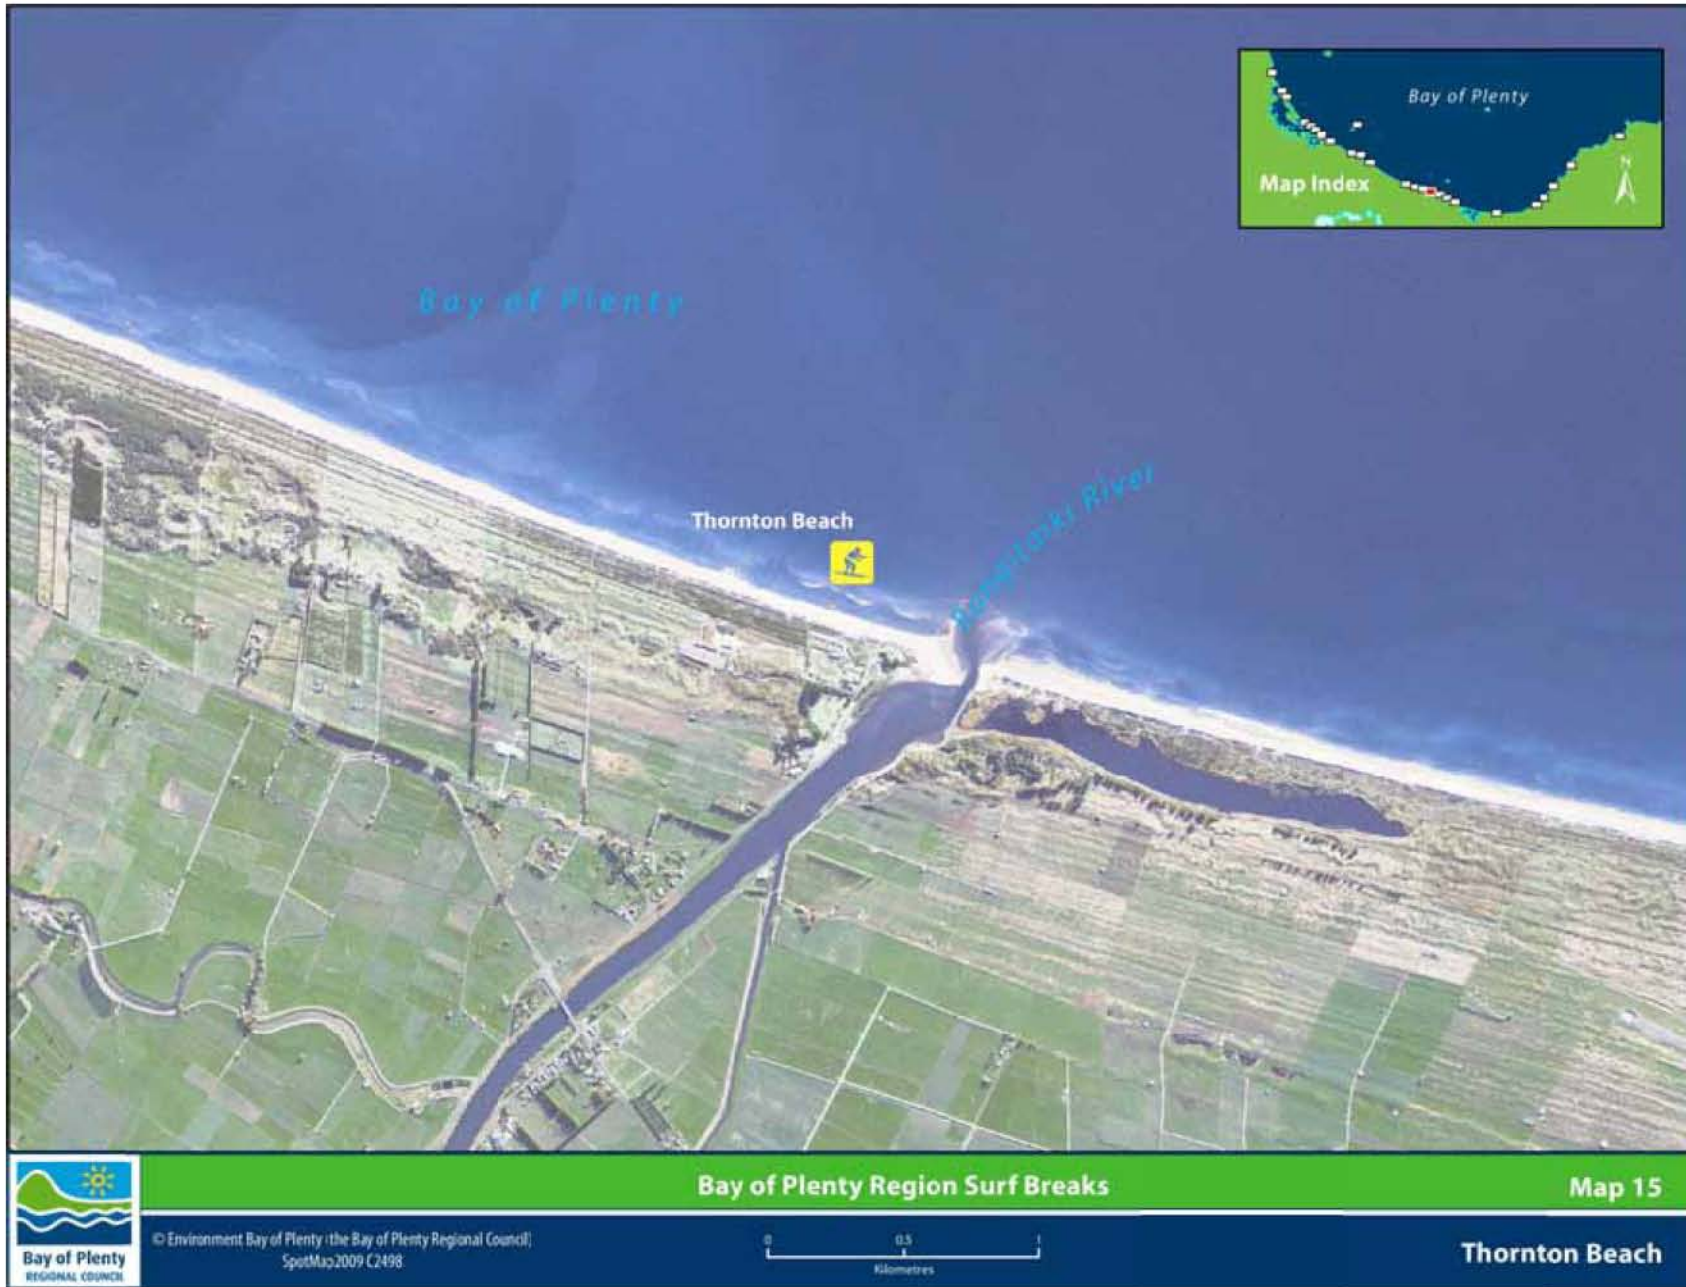 Bay of Plenty
Map Index
N
Bay of Plenty
Thornton Beach
Rangitaiki River
Bay of Plenty Region Surf Breaks
Map 15
Bay of Plenty
REGIONAL COUNCIL
© Environment Bay of Plenty (the Bay of Plenty Regional Council)
SpotMap2009 C2498
0 0.5 1
Kilometres
Thornton Beach